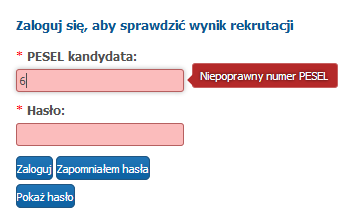 Zaloguj się, aby sprawdzić wynik rekrutacji
* PESEL kandydata:
6 Niepoprawny numer PESEL
* Hasło:
Zaloguj Zapomniałem hasła
Pokaż hasło